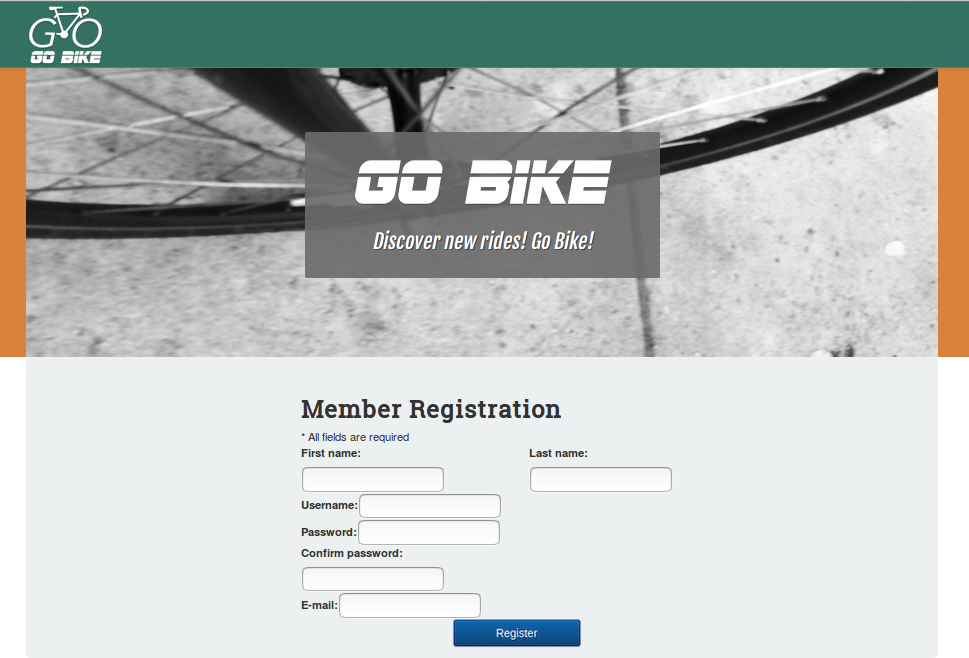 GO
GO BIKE
GO BIKE
Discover new rides! Go Bike!
Member Registration
* All fields are required
First name: Last name:
Username:
Password:
Confirm password:
E-mail:
Register